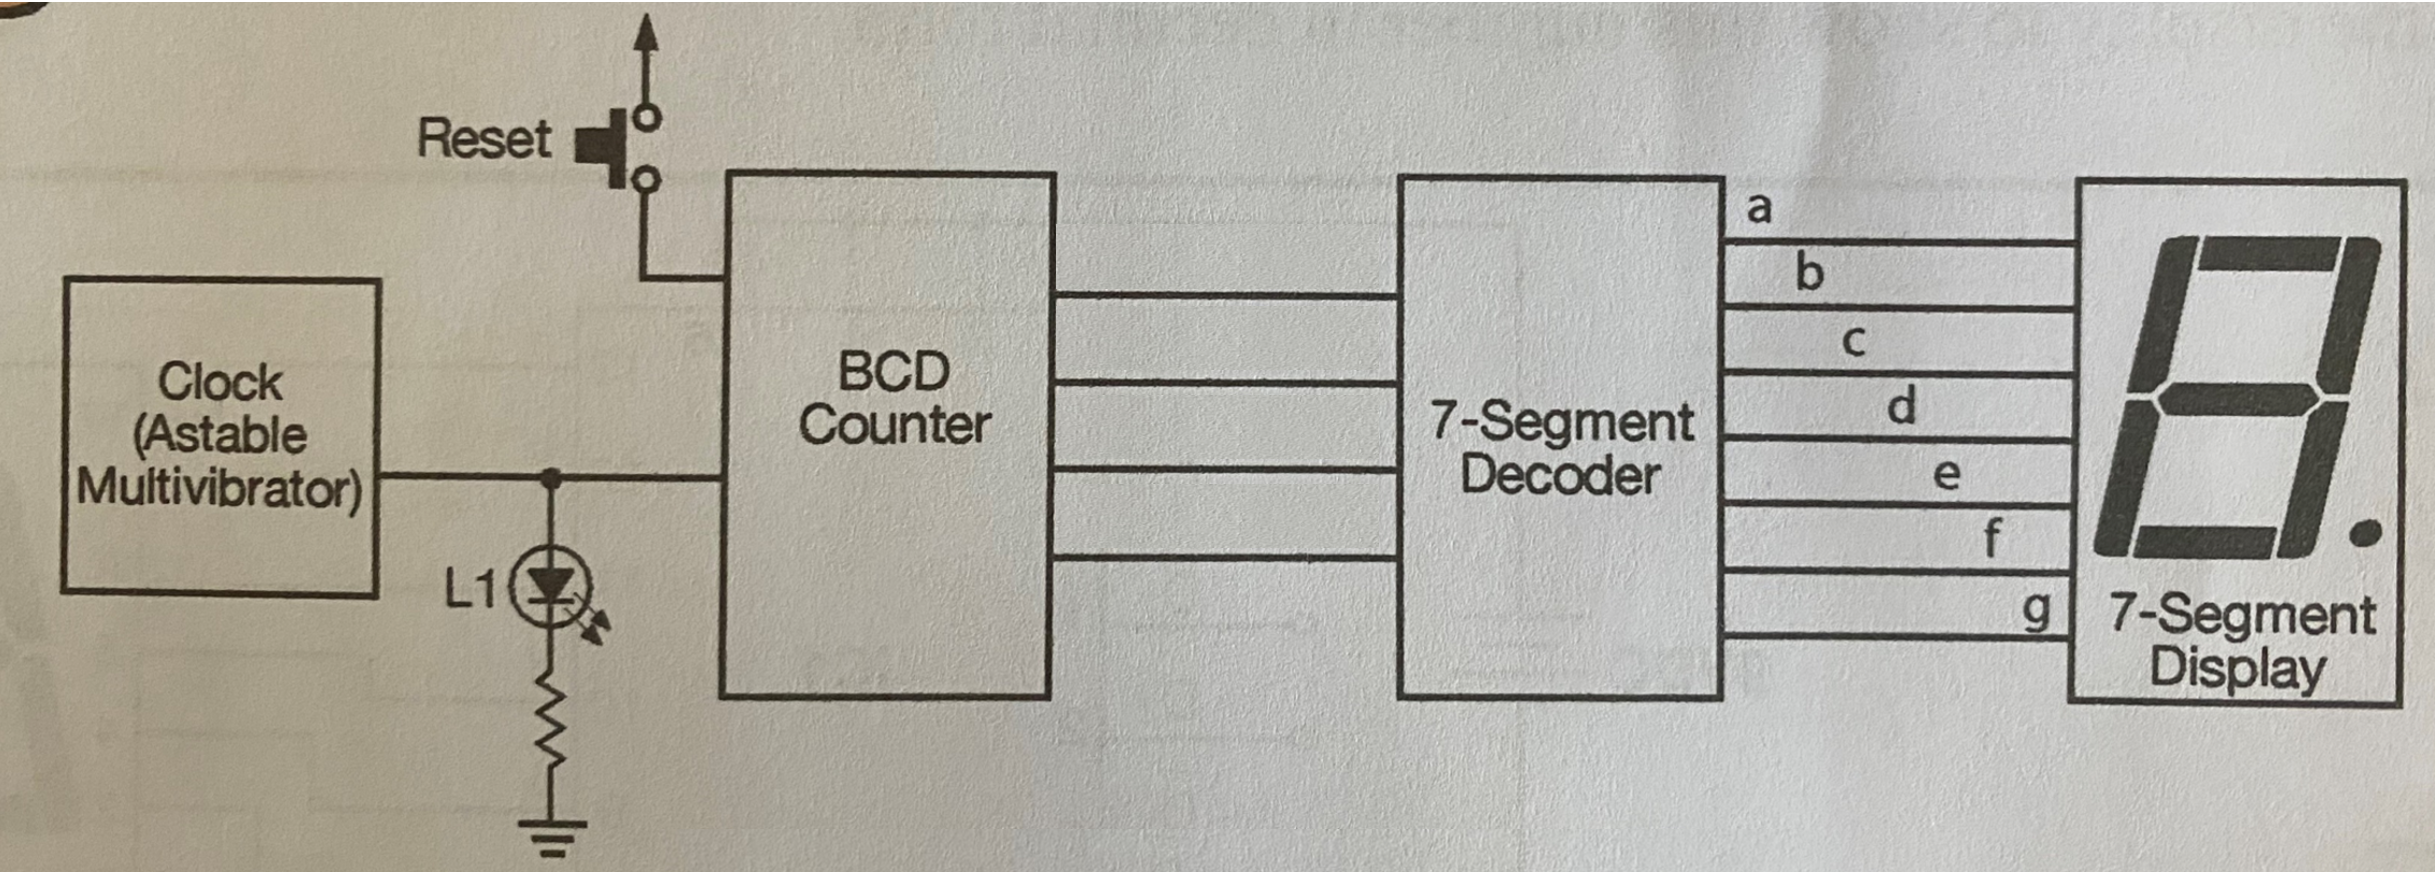 Reset
Clock
(Astable
Multivibrator)
L1
BCD
Counter
7-Segment
Decoder
a
b
c
d
e
f
g
7-Segment
Display